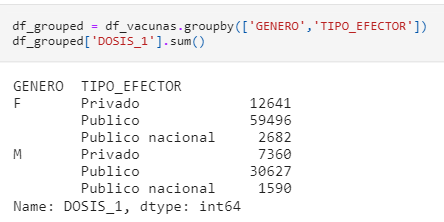 df_grouped = df_vacunas.groupby(['GENERO','TIPO_EFECTOR'])
df_grouped['DOSIS_1'].sum()
GENERO  TIPO_EFECTOR
F       Privado              12641
        Publico              59496
        Publico nacional      2682
M       Privado               7360
        Publico              30627
        Publico nacional      1590
Name: DOSIS_1, dtype: int64